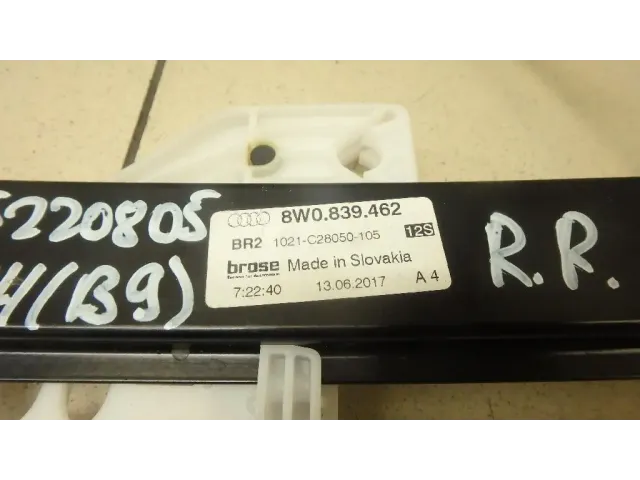 8W0.839.462
BR2 1021-C28050-105 12S
brose Made in Slovakia
7:22:40 13.06.2017 A 4
220805
(B9)
R.R.